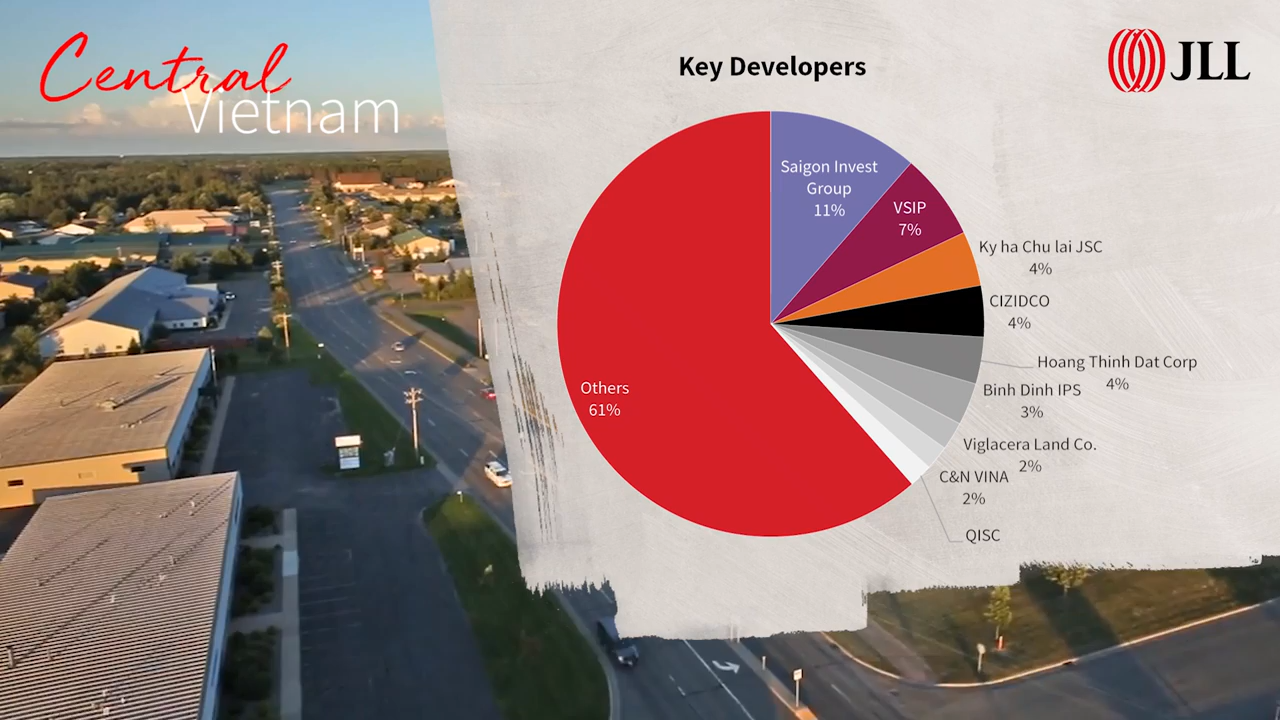 Central
Vietnam
Key Developers
JLL
Saigon Invest
Group
11%
VSIP
7%
Ky ha Chu lai JSC
4%
CIZIDCO
4%
Hoang Thinh Dat Corp
4%
Binh Dinh IPS
3%
Viglacera Land Co.
2%
C&N VINA
2%
QISC
Others
61%